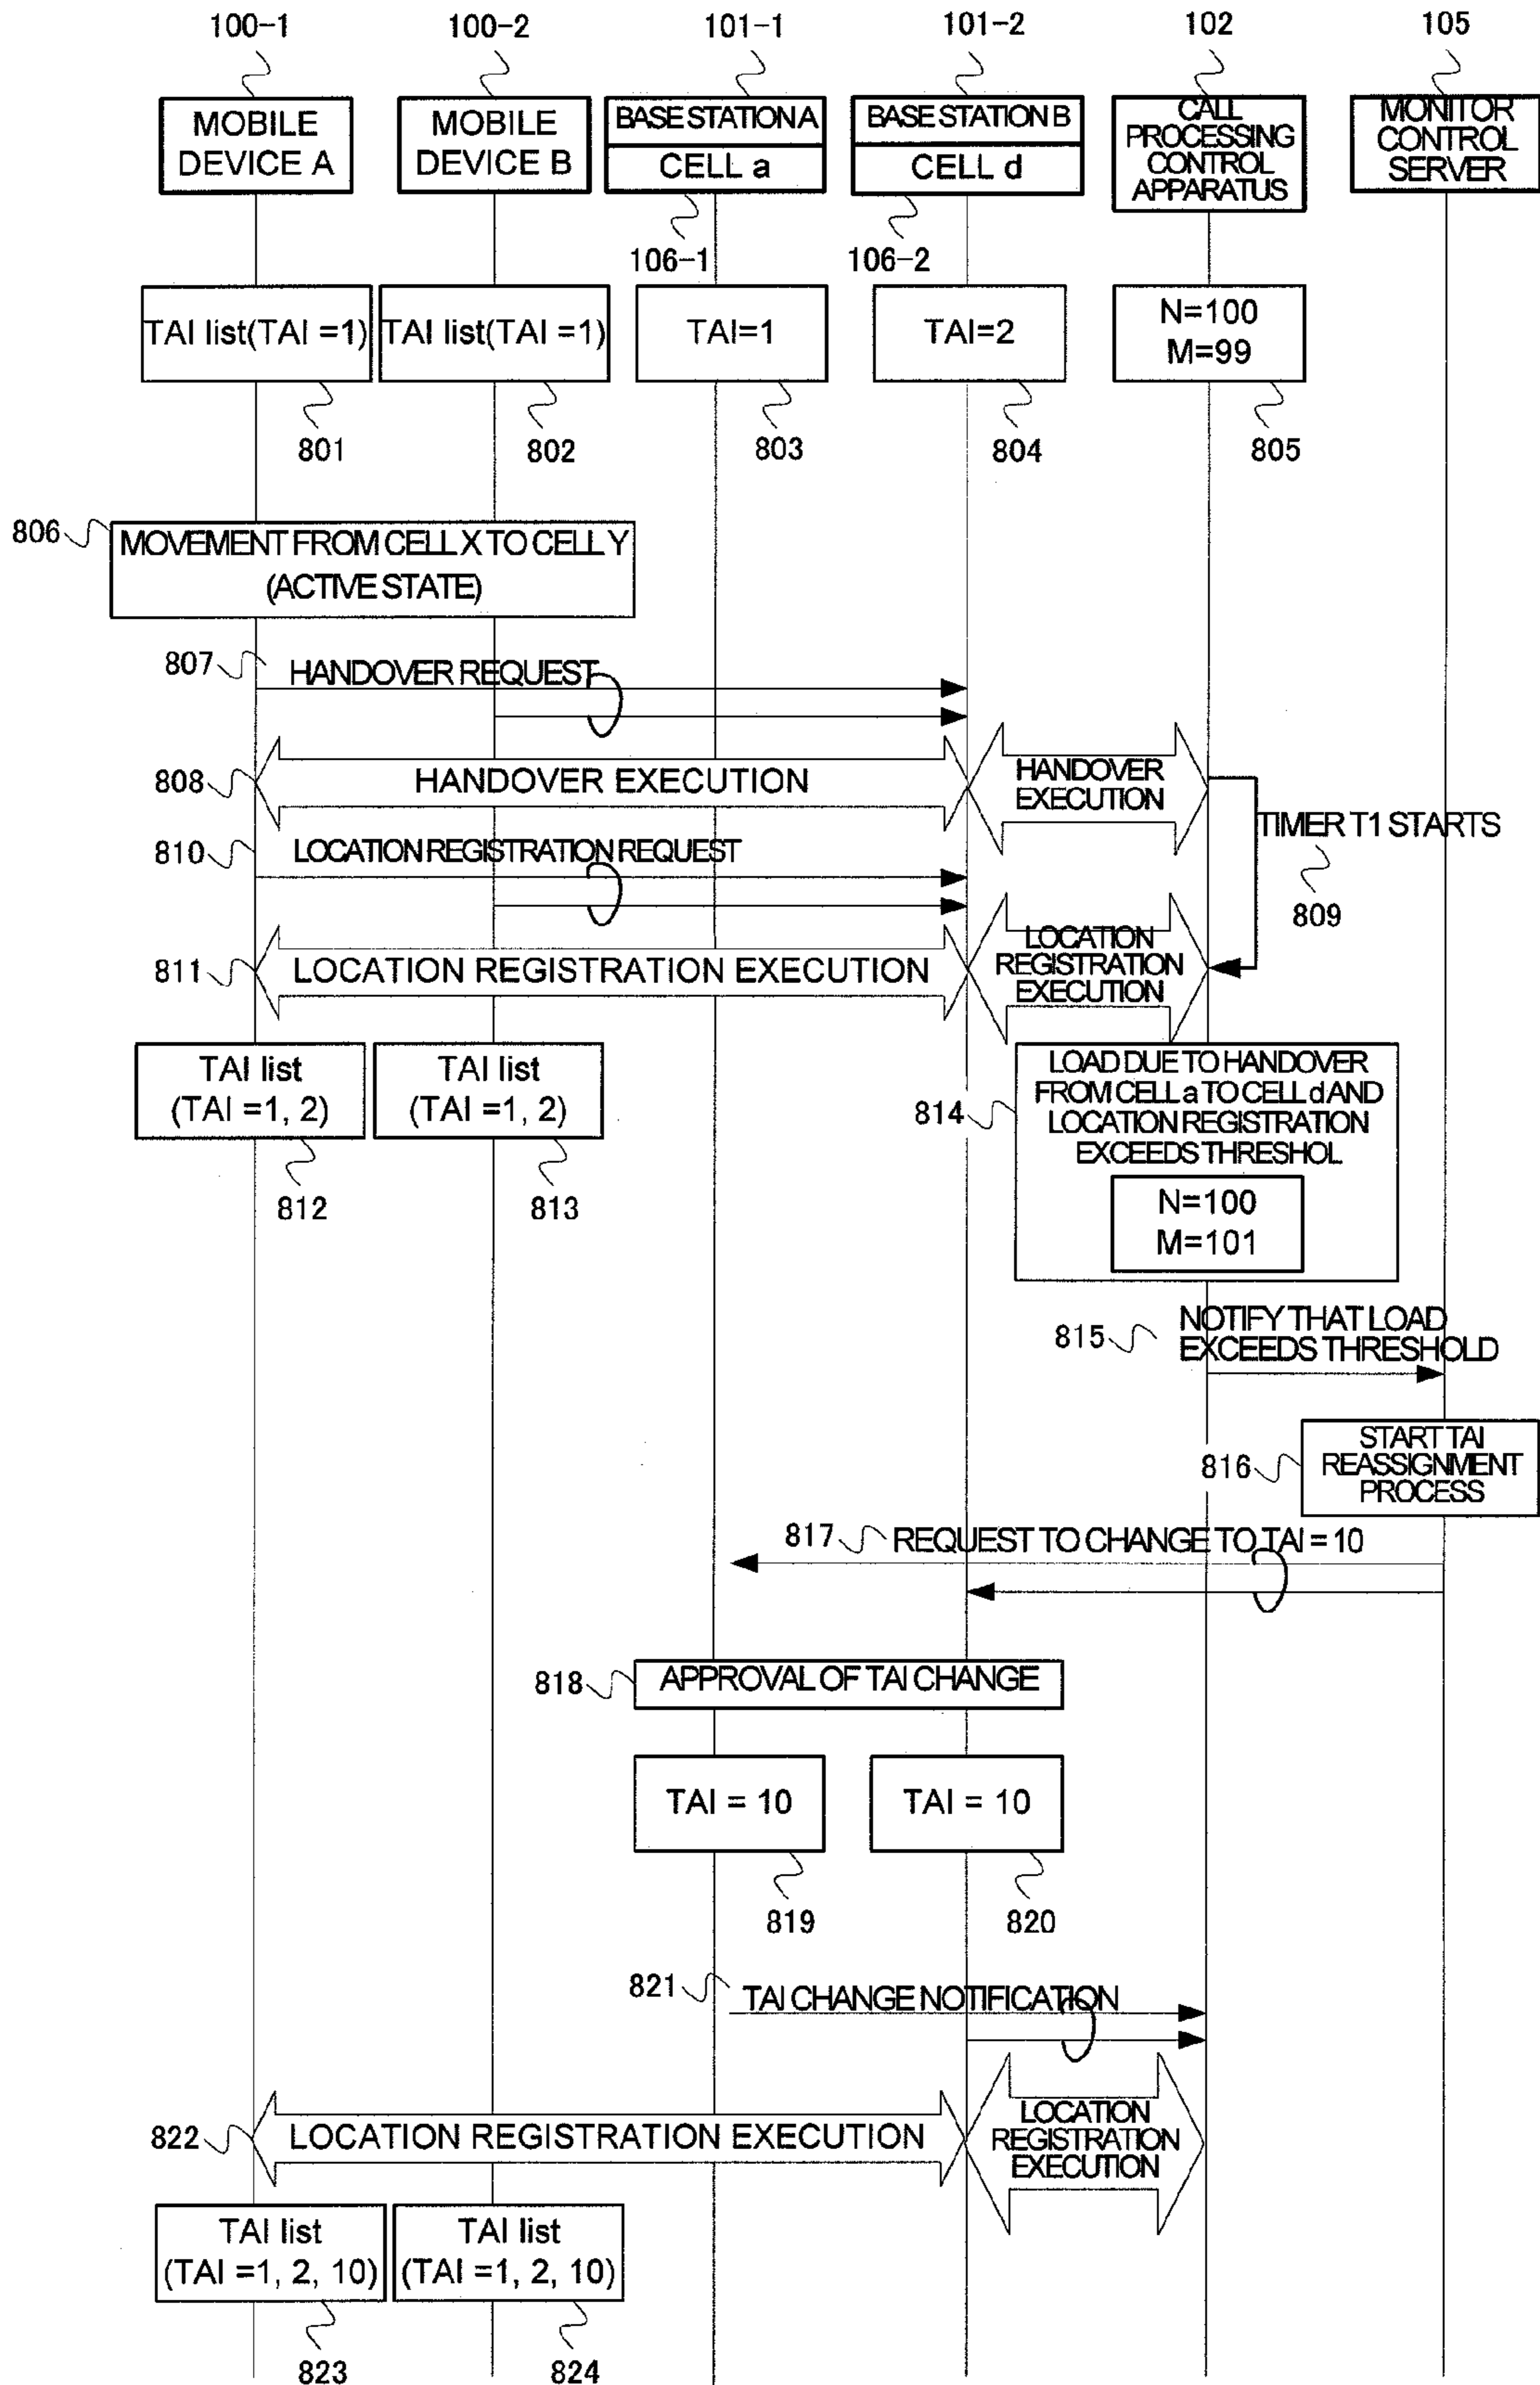 100-1
100-2
101-1
101-2
102
105
MOBILE
DEVICE A
MOBILE
DEVICE B
BASE STATION A
CELL a
BASE STATION B
CELL d
CALL
PROCESSING
CONTROL
APPARATUS
MONITOR
CONTROL
SERVER
106-1
106-2
TAI list(TAI =1)
TAI list(TAI =1)
TAI=1
TAI=2
N=100
M=99
801
802
803
804
805
806
MOVEMENT FROM CELL X TO CELL Y
(ACTIVE STATE)
807
HANDOVER REQUEST
808
HANDOVER EXECUTION
HANDOVER
EXECUTION
TIMER T1 STARTS
809
810
LOCATION REGISTRATION REQUEST
811
LOCATION REGISTRATION EXECUTION
LOCATION
REGISTRATION
EXECUTION
TAI list
(TAI =1, 2)
TAI list
(TAI =1, 2)
812
813
814
LOAD DUE TO HANDOVER
FROM CELL a TO CELL d AND
LOCATION REGISTRATION
EXCEEDS THRESHOL
N=100
M=101
815
NOTIFY THAT LOAD
EXCEEDS THRESHOLD
816
START TAI
REASSIGNMENT
PROCESS
817
REQUEST TO CHANGE TO TAI = 10
818
APPROVAL OF TAI CHANGE
TAI = 10
TAI = 10
819
820
821
TAI CHANGE NOTIFICATION
822
LOCATION REGISTRATION EXECUTION
LOCATION
REGISTRATION
EXECUTION
TAI list
(TAI =1, 2, 10)
TAI list
(TAI =1, 2, 10)
823
824